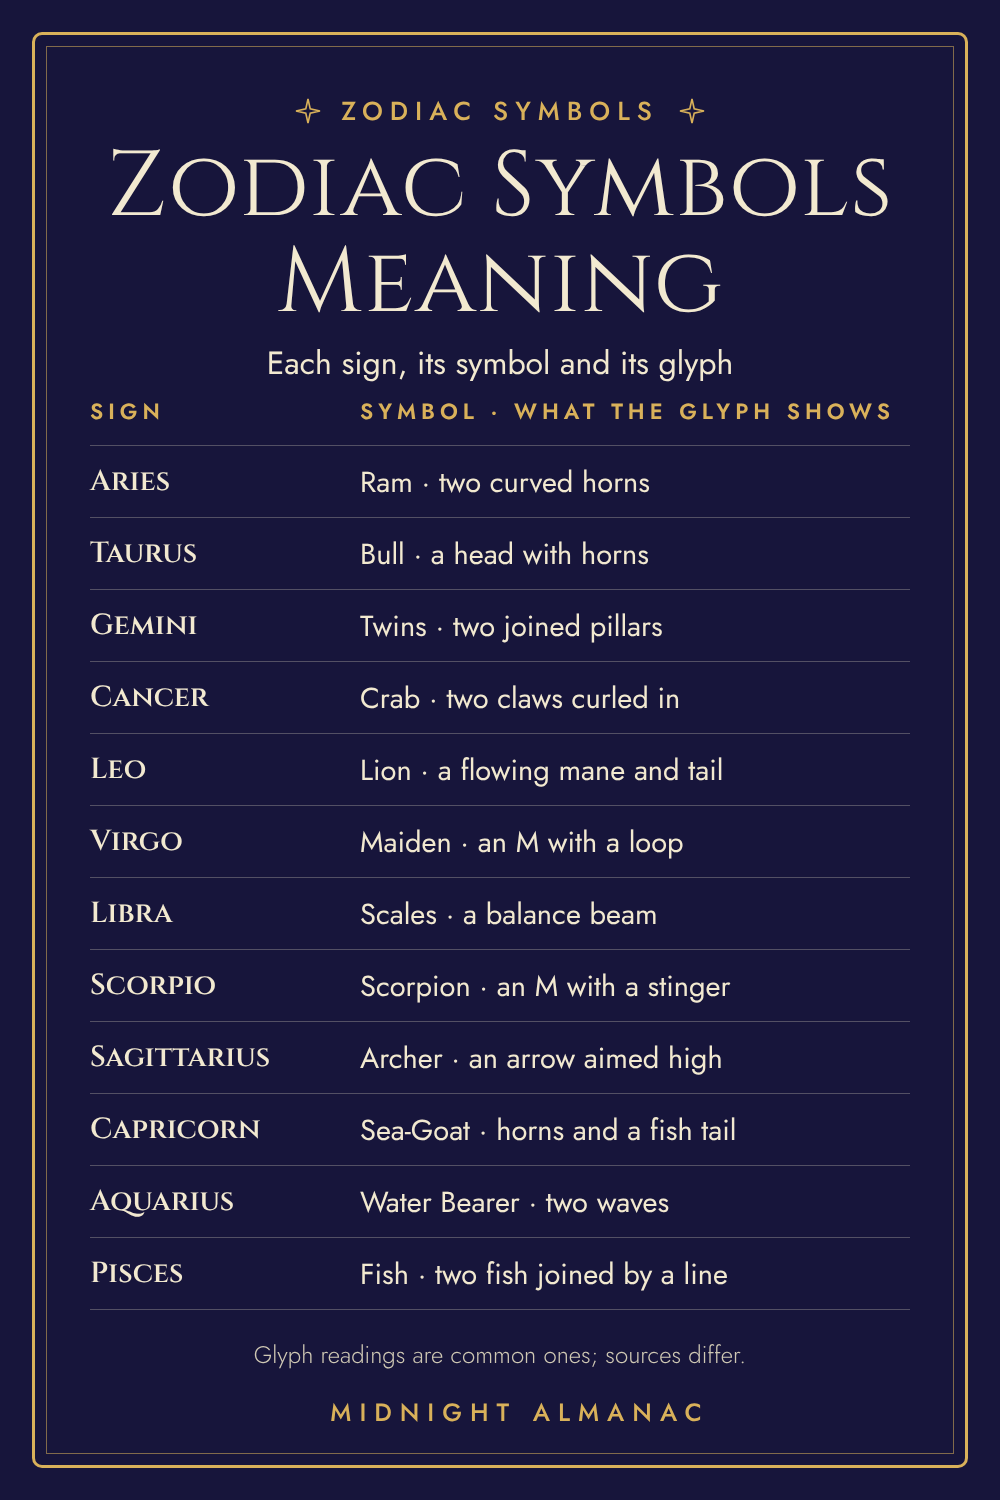 ZODIAC SYMBOLS
Zodiac Symbols
Meaning
Each sign, its symbol and its glyph
SIGN SYMBOL · WHAT THE GLYPH SHOWS
Aries Ram · two curved horns
Taurus Bull · a head with horns
Gemini Twins · two joined pillars
Cancer Crab · two claws curled in
Leo Lion · a flowing mane and tail
Virgo Maiden · an M with a loop
Libra Scales · a balance beam
Scorpio Scorpion · an M with a stinger
Sagittarius Archer · an arrow aimed high
Capricorn Sea-Goat · horns and a fish tail
Aquarius Water Bearer · two waves
Pisces Fish · two fish joined by a line
Glyph readings are common ones; sources differ.
MIDNIGHT ALMANAC